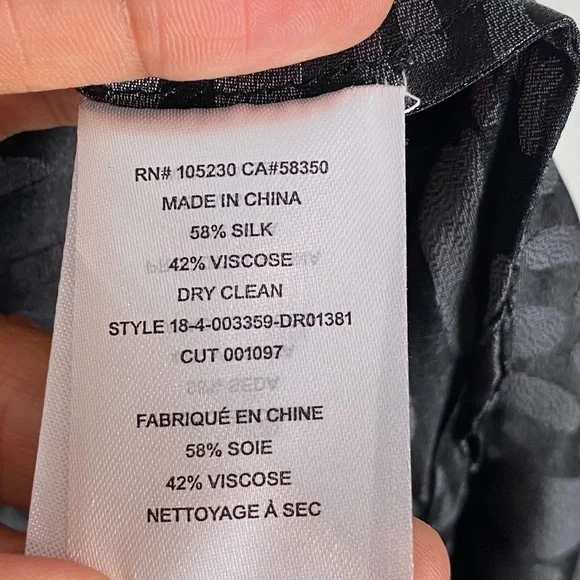 RN# 105230 CA#58350
MADE IN CHINA
58% SILK
42% VISCOSE
DRY CLEAN
STYLE 18-4-003359-DR01381
CUT 001097
FABRIQUÉ EN CHINE
58% SOIE
42% VISCOSE
NETTOYAGE À SEC